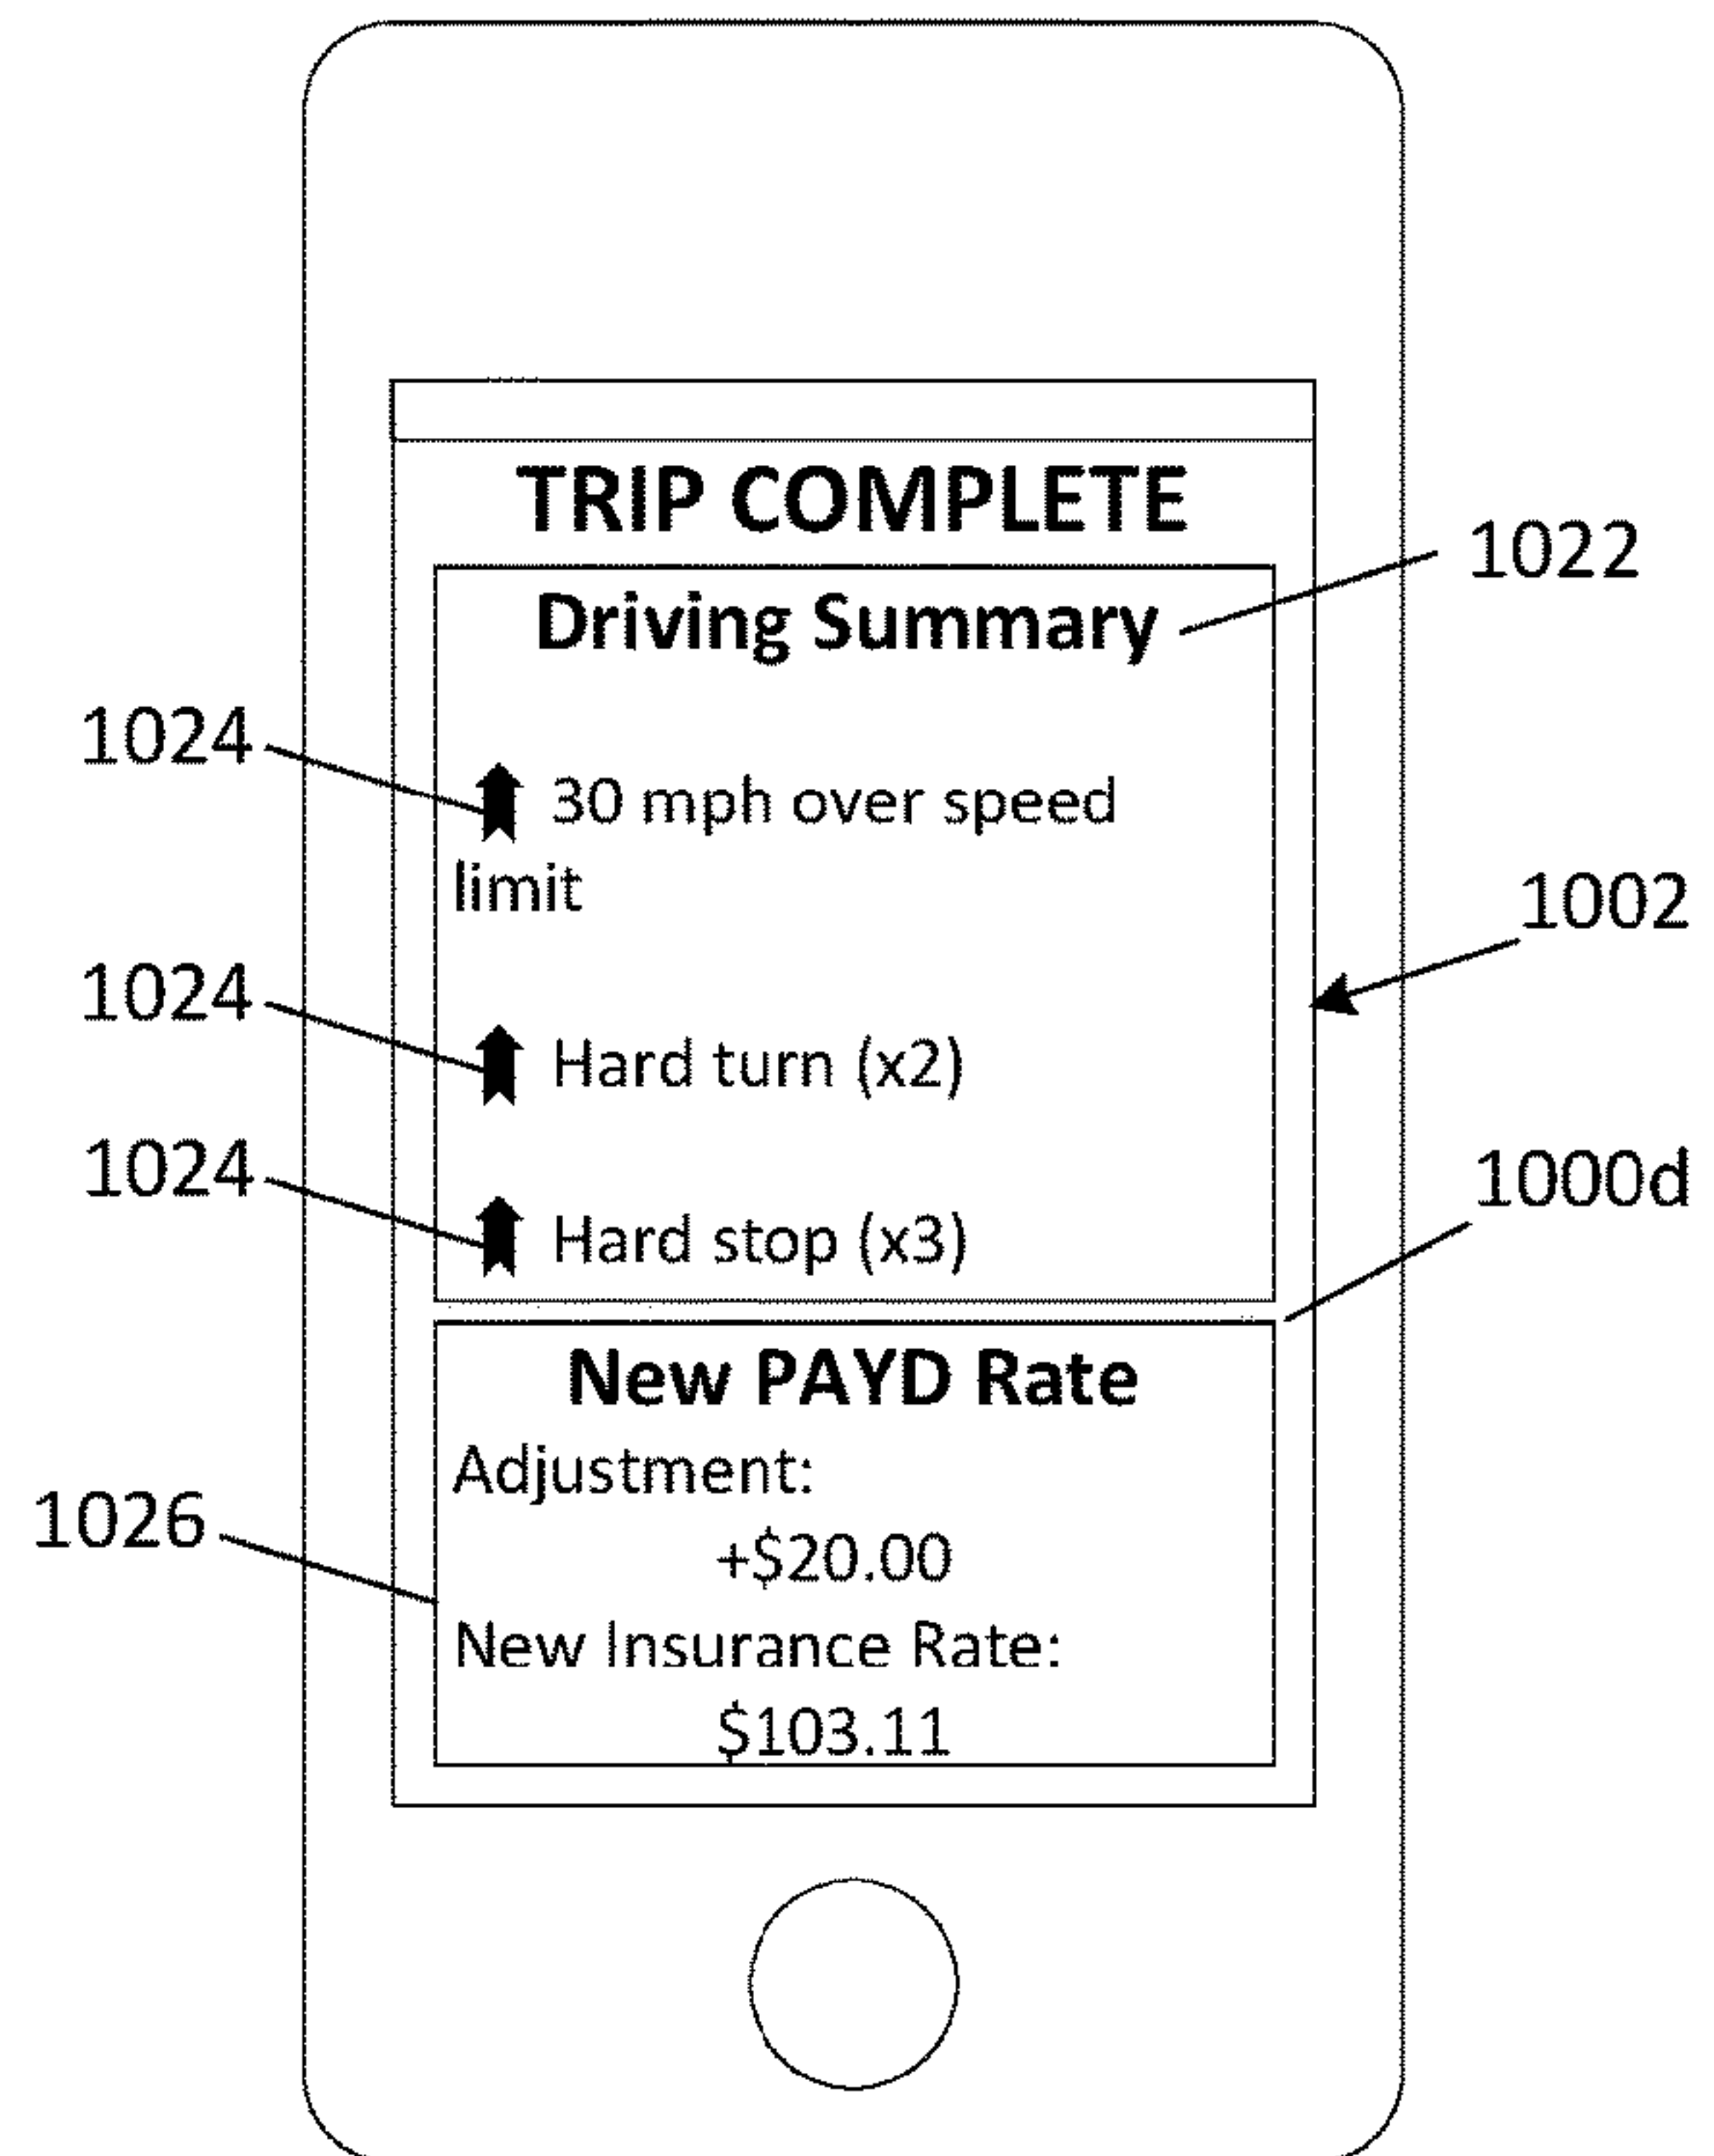 TRIP COMPLETE
1022
Driving Summary
1024
30 mph over speed
limit
1002
1024
Hard turn (x2)
1024
1000d
Hard stop (x3)
New PAYD Rate
Adjustment:
1026
+$20.00
New Insurance Rate:
$103.11